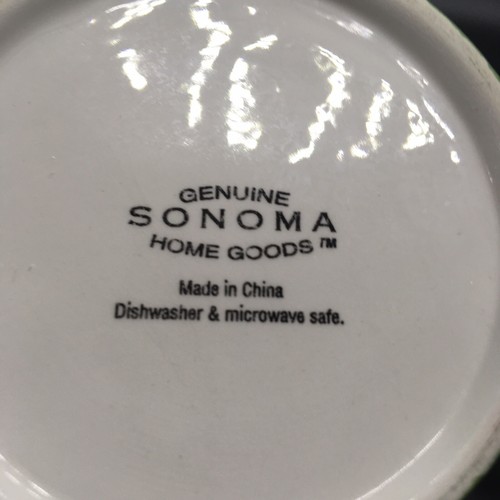 GENUINE
SONOMA
HOME GOODS™
Made in China
Dishwasher & microwave safe.